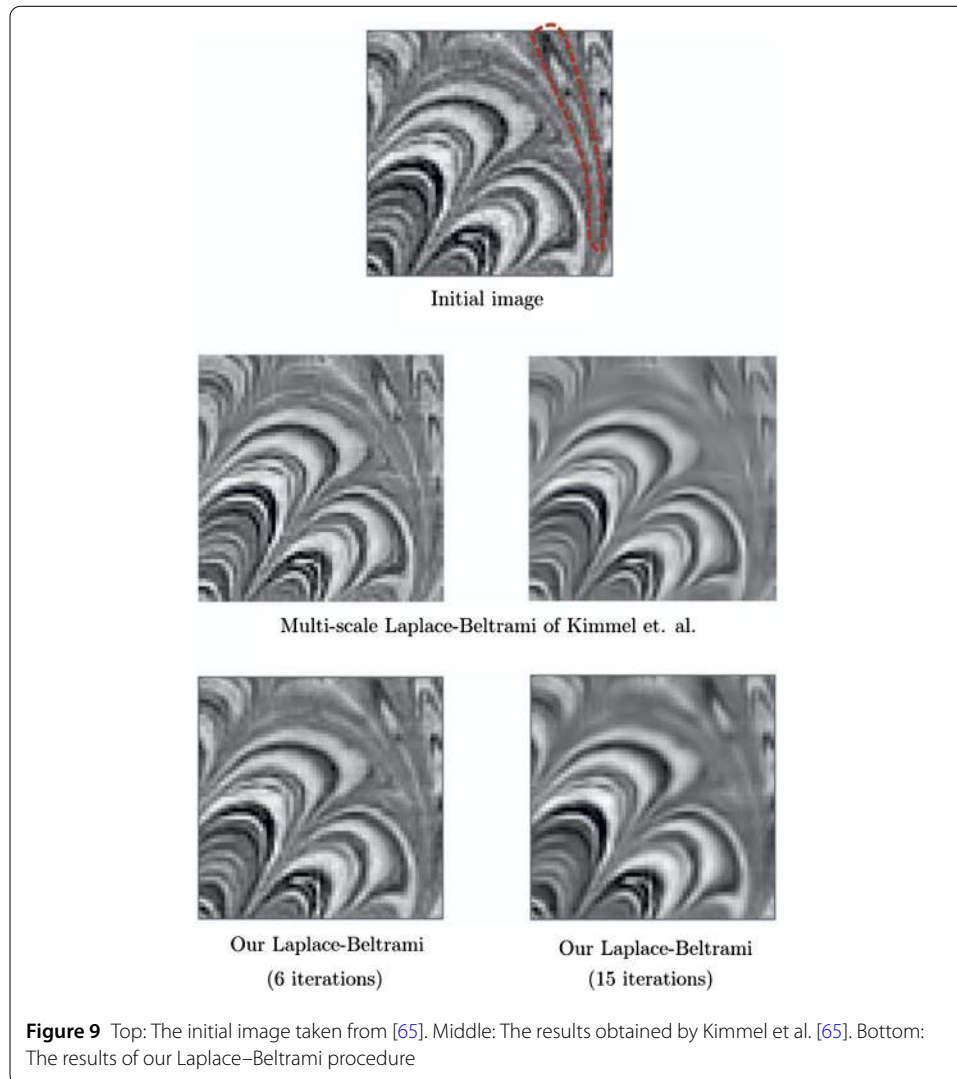 Initial image
Multi-scale Laplace-Beltrami of Kimmel et. al.
Our Laplace-Beltrami
(6 iterations)
Our Laplace-Beltrami
(15 iterations)
Figure 9 Top: The initial image taken from [65]. Middle: The results obtained by Kimmel et al. [65]. Bottom:
The results of our Laplace–Beltrami procedure